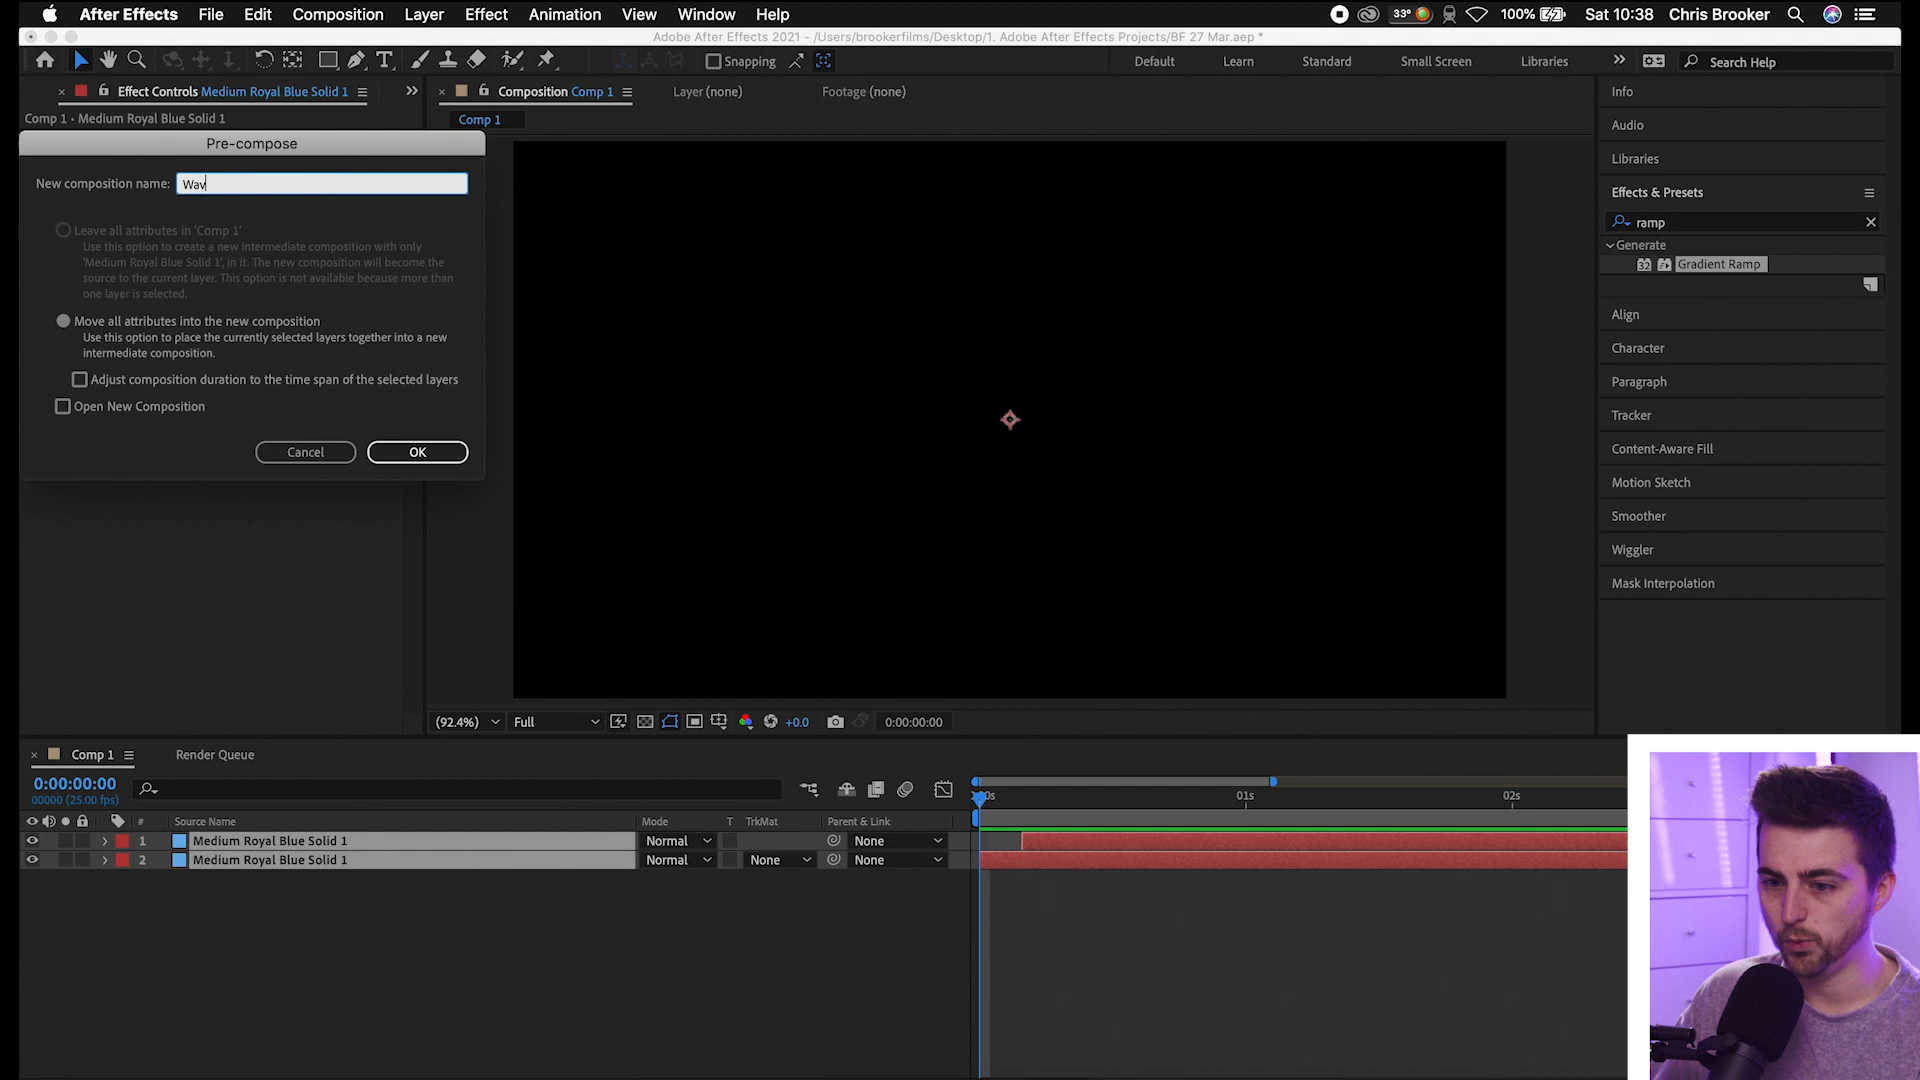 After Effects File Edit Composition Layer Effect Animation View Window Help 33° 100% Sat 10:38 Chris Brooker
Adobe After Effects 2021 - /Users/brookerfilms/Desktop/1. Adobe After Effects Projects/BF 27 Mar.aep *
T Snapping Default Learn Standard Small Screen Libraries Search Help
Effect Controls Medium Royal Blue Solid 1 Composition Comp 1 Layer (none) Footage (none) Info
Comp 1 • Medium Royal Blue Solid 1 Comp 1
Audio
Libraries
Effects & Presets
ramp
Generate
32 Gradient Ramp
Align
Character
Paragraph
Tracker
Content-Aware Fill
Motion Sketch
Smoother
Wiggler
Mask Interpolation
Pre-compose
New composition name: Wav
Leave all attributes in 'Comp 1'
Use this option to create a new intermediate composition with only
'Medium Royal Blue Solid 1', in it. The new composition will become the
source to the current layer. This option is not available because more than
one layer is selected.
Move all attributes into the new composition
Use this option to place the currently selected layers together into a new
intermediate composition.
Adjust composition duration to the time span of the selected layers
Open New Composition
Cancel OK
(92.4%) Full +0.0 0:00:00:00
Comp 1 Render Queue
0:00:00:00
00000 (25.00 fps)
01s 02s
# Source Name Mode T TrkMat Parent & Link
1 Medium Royal Blue Solid 1 Normal None
2 Medium Royal Blue Solid 1 Normal None None